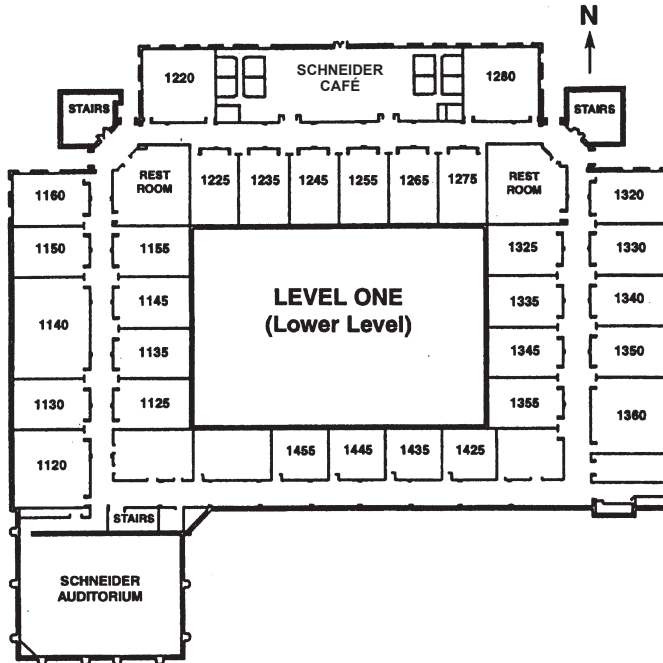 N
1220
SCHNEIDER
CAFÉ
1280
STAIRS
STAIRS
1160
REST
ROOM
1225
1235
1245
1255
1265
1275
REST
ROOM
1320
1150
1155
1325
1330
LEVEL ONE
(Lower Level)
1140
1145
1335
1340
1135
1345
1350
1130
1125
1355
1360
1120
1455
1445
1435
1425
STAIRS
SCHNEIDER
AUDITORIUM